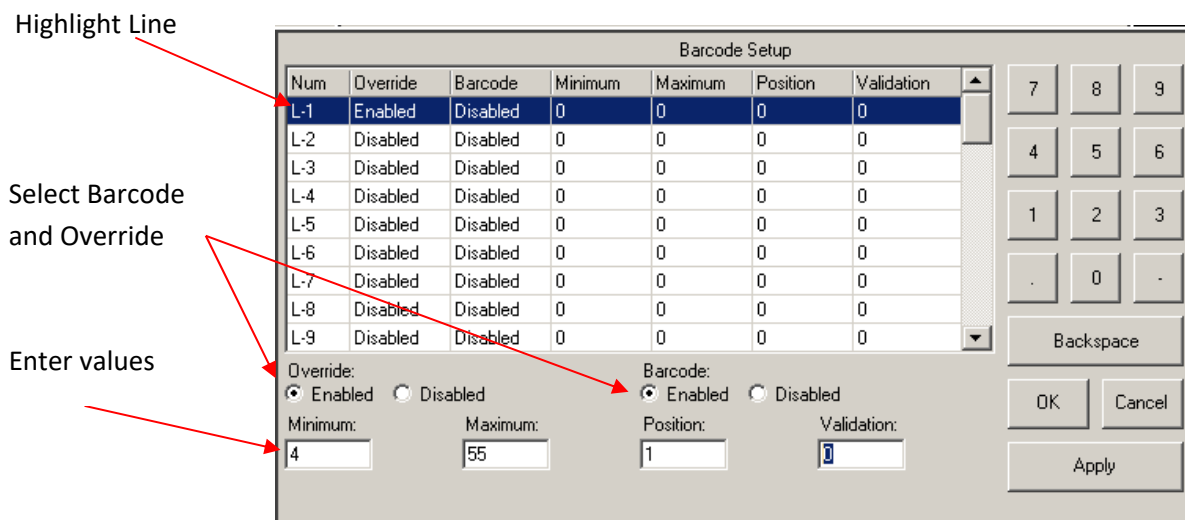 Highlight Line
Barcode Setup
Num Override Barcode Minimum Maximum Position Validation
L-1 Enabled Disabled 0 0 0 0
L-2 Disabled Disabled 0 0 0 0
L-3 Disabled Disabled 0 0 0 0
L-4 Disabled Disabled 0 0 0 0
L-5 Disabled Disabled 0 0 0 0
L-6 Disabled Disabled 0 0 0 0
L-7 Disabled Disabled 0 0 0 0
L-8 Disabled Disabled 0 0 0 0
L-9 Disabled Disabled 0 0 0 0
7 8 9
4 5 6
1 2 3
. 0 -
Backspace
OK Cancel
Apply
Select Barcode
and Override
Enter values
Override: Barcode:
Enabled Disabled Enabled Disabled
Minimum: Maximum: Position: Validation:
4 55 1 0